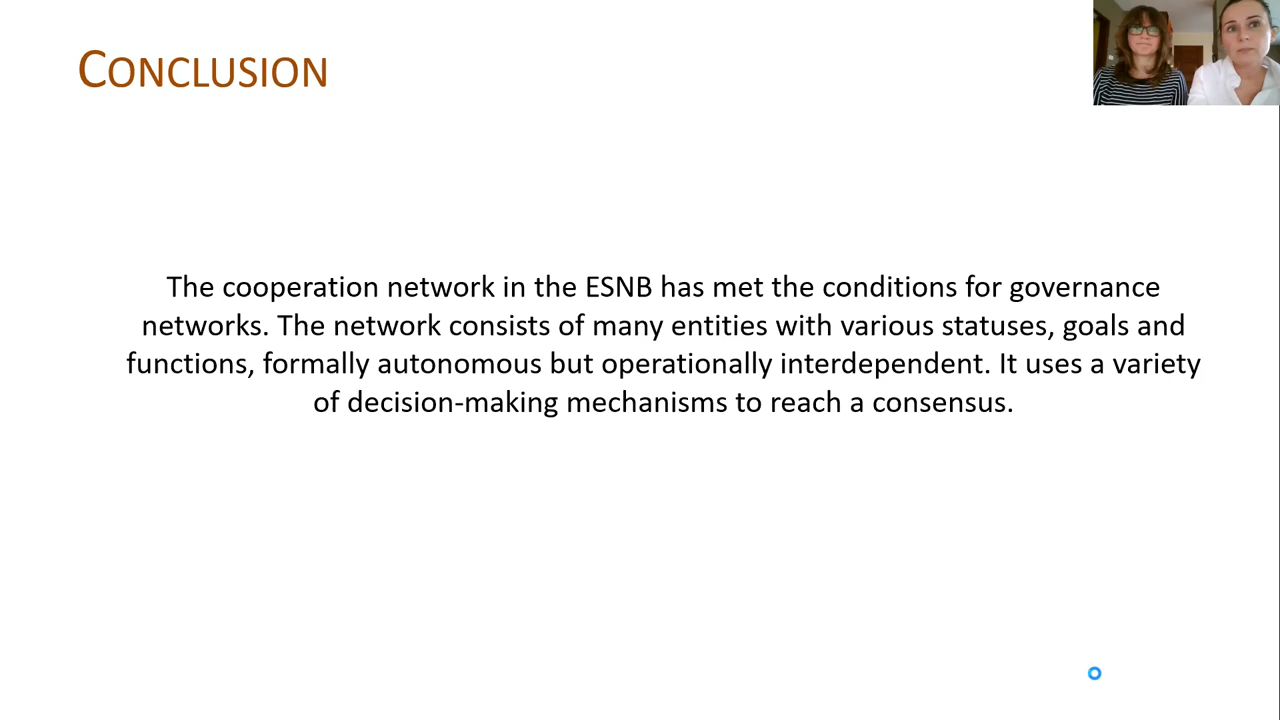 CONCLUSION
The cooperation network in the ESNB has met the conditions for governance
networks. The network consists of many entities with various statuses, goals and
functions, formally autonomous but operationally interdependent. It uses a variety
of decision-making mechanisms to reach a consensus.